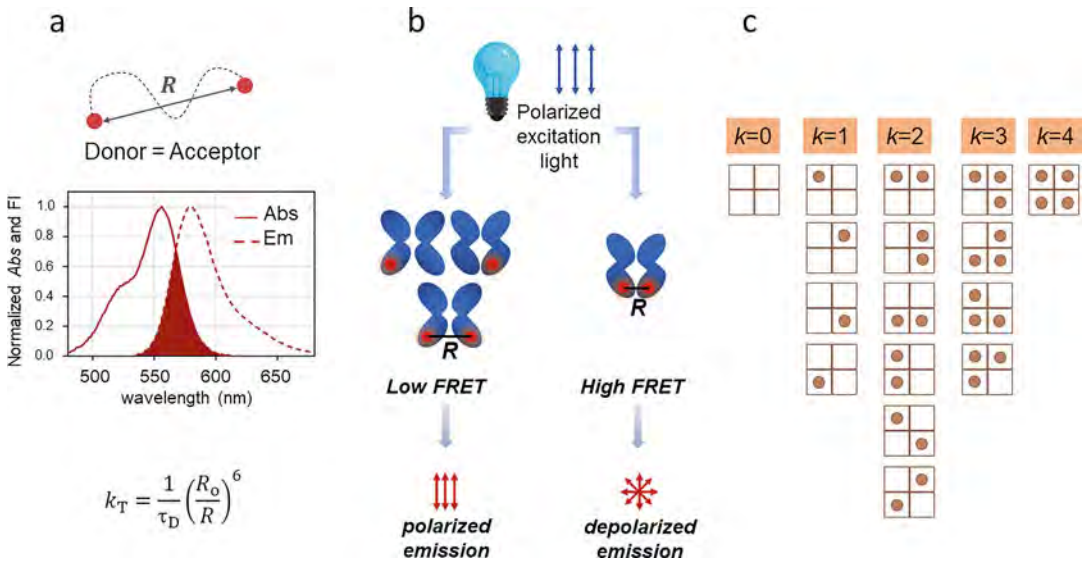 a
R
Donor = Acceptor
Normalized Abs and FI
1.0
0.8
0.6
0.4
0.2
0.0
Abs
Em
500
550
600
650
wavelength (nm)
k_T = 1/τ_D (R_o/R)^6
b
Polarized
excitation
light
R
R
Low FRET
High FRET
polarized
emission
depolarized
emission
c
k=0
k=1
k=2
k=3
k=4